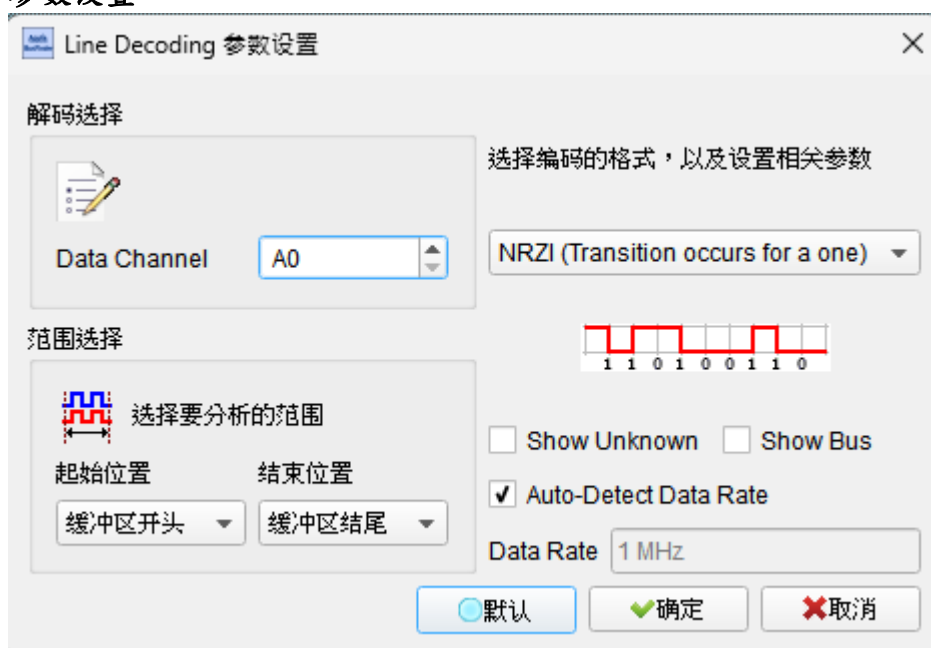 参数设置
Line Decoding 參数设置
解码选择
Data Channel
A0
选择编码的格式，以及设置相关参数
NRZI (Transition occurs for a one)
1 1 0 1 0 0 1 1 0
范围选择
选择要分析的范围
起始位置
结束位置
缓冲区开头
缓冲区结尾
Show Unknown
Show Bus
Auto-Detect Data Rate
Data Rate
1 MHz
默认
确定
取消